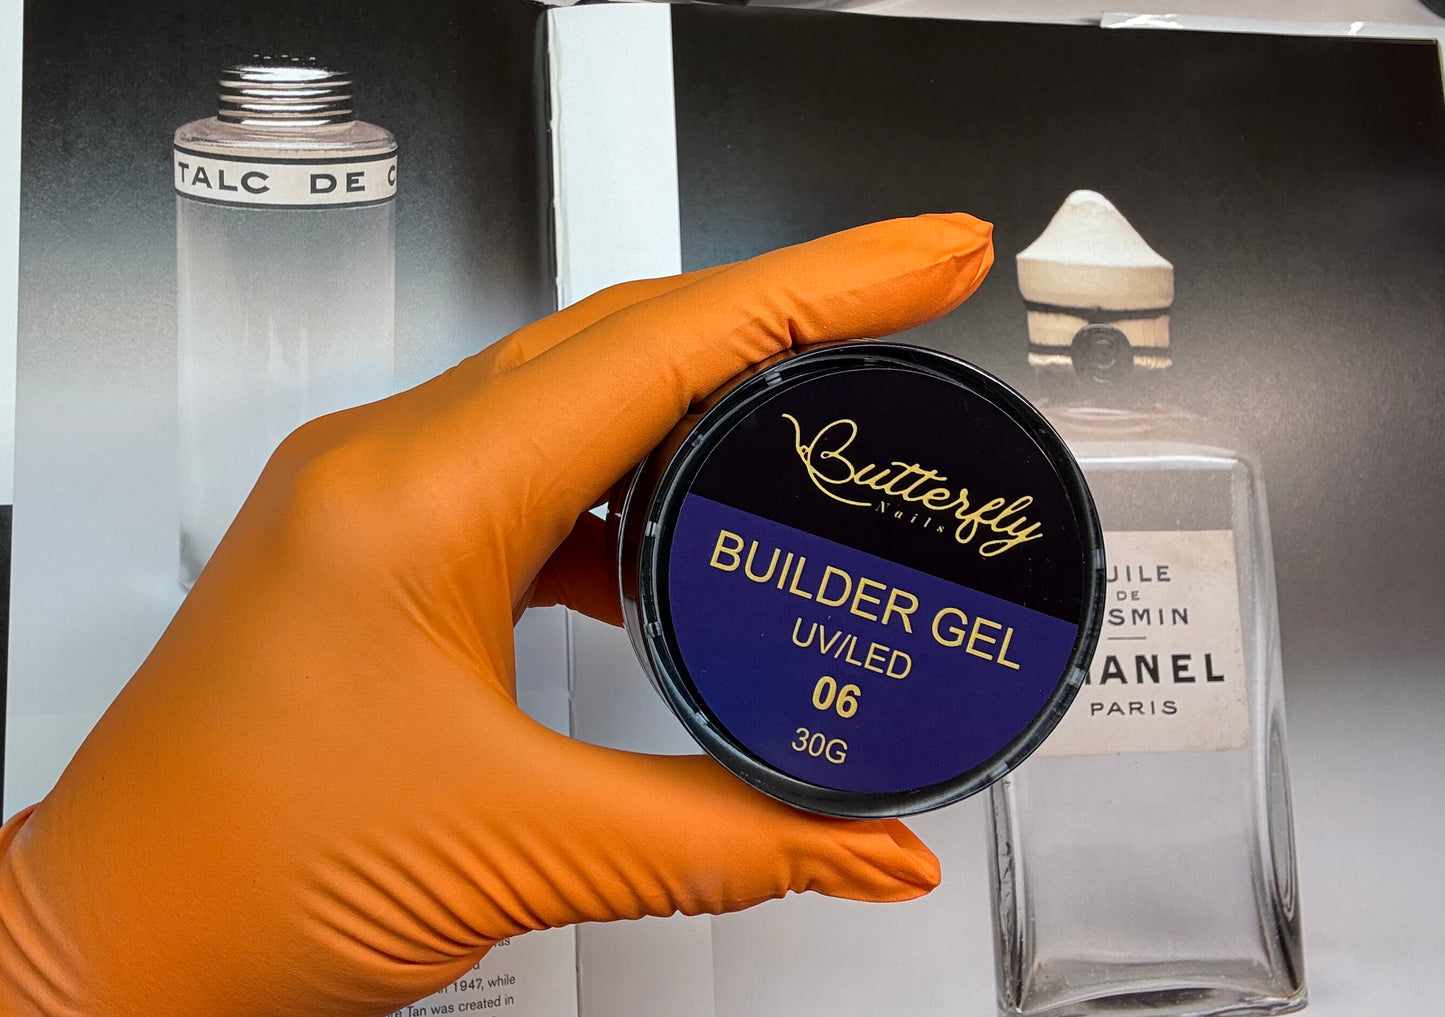 TALC DE C
Butterfly
Nails
BUILDER GEL
UV/LED
06
30G
UILE
DE
SMIN
HANEL
PARIS
1947, while
Tan was created in